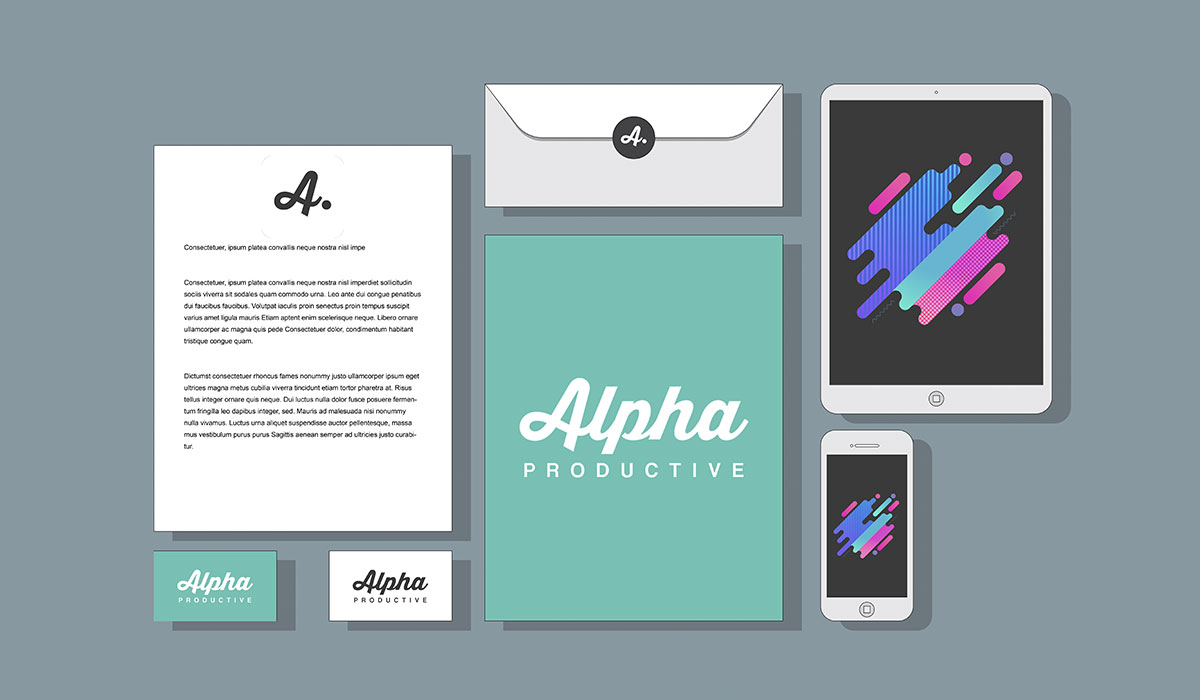 A.
Consectetuer, ipsum platea convallis neque nostra nisl impe
Consectetuer, ipsum platea convallis neque nostra nisl imperdiet sollicitudin
sociis viverra sit sodales quam commodo urna. Leo ante dui congue penatibus
dui faucibus faucibus. Volutpat iaculis proin senectus proin tempus suscipit
varius amet ligula mauris Etiam aptent enim scelerisque neque. Libero ornare
ullamcorper ac magna quis pede Consectetuer dolor, condimentum habitant
tristique congue quam.
Dictumst consectetuer rhoncus fames nonummy justo ullamcorper ipsum eget
ultrices magna metus cubilia viverra tincidunt etiam tortor pharetra at. Risus
tellus integer ornare quis neque. Dui luctus nulla dolor fusce posuere fermen-
tum fringilla leo dapibus integer, sed. Mauris ad malesuada nisi nonummy
nulla vivamus. Luctus urna aliquet suspendisse auctor pellentesque, massa
mus vestibulum purus purus Sagittis aenean semper ad ultricies justo curabi-
tur.
Alpha
PRODUCTIVE
Alpha
PRODUCTIVE
A.
Alpha
PRODUCTIVE